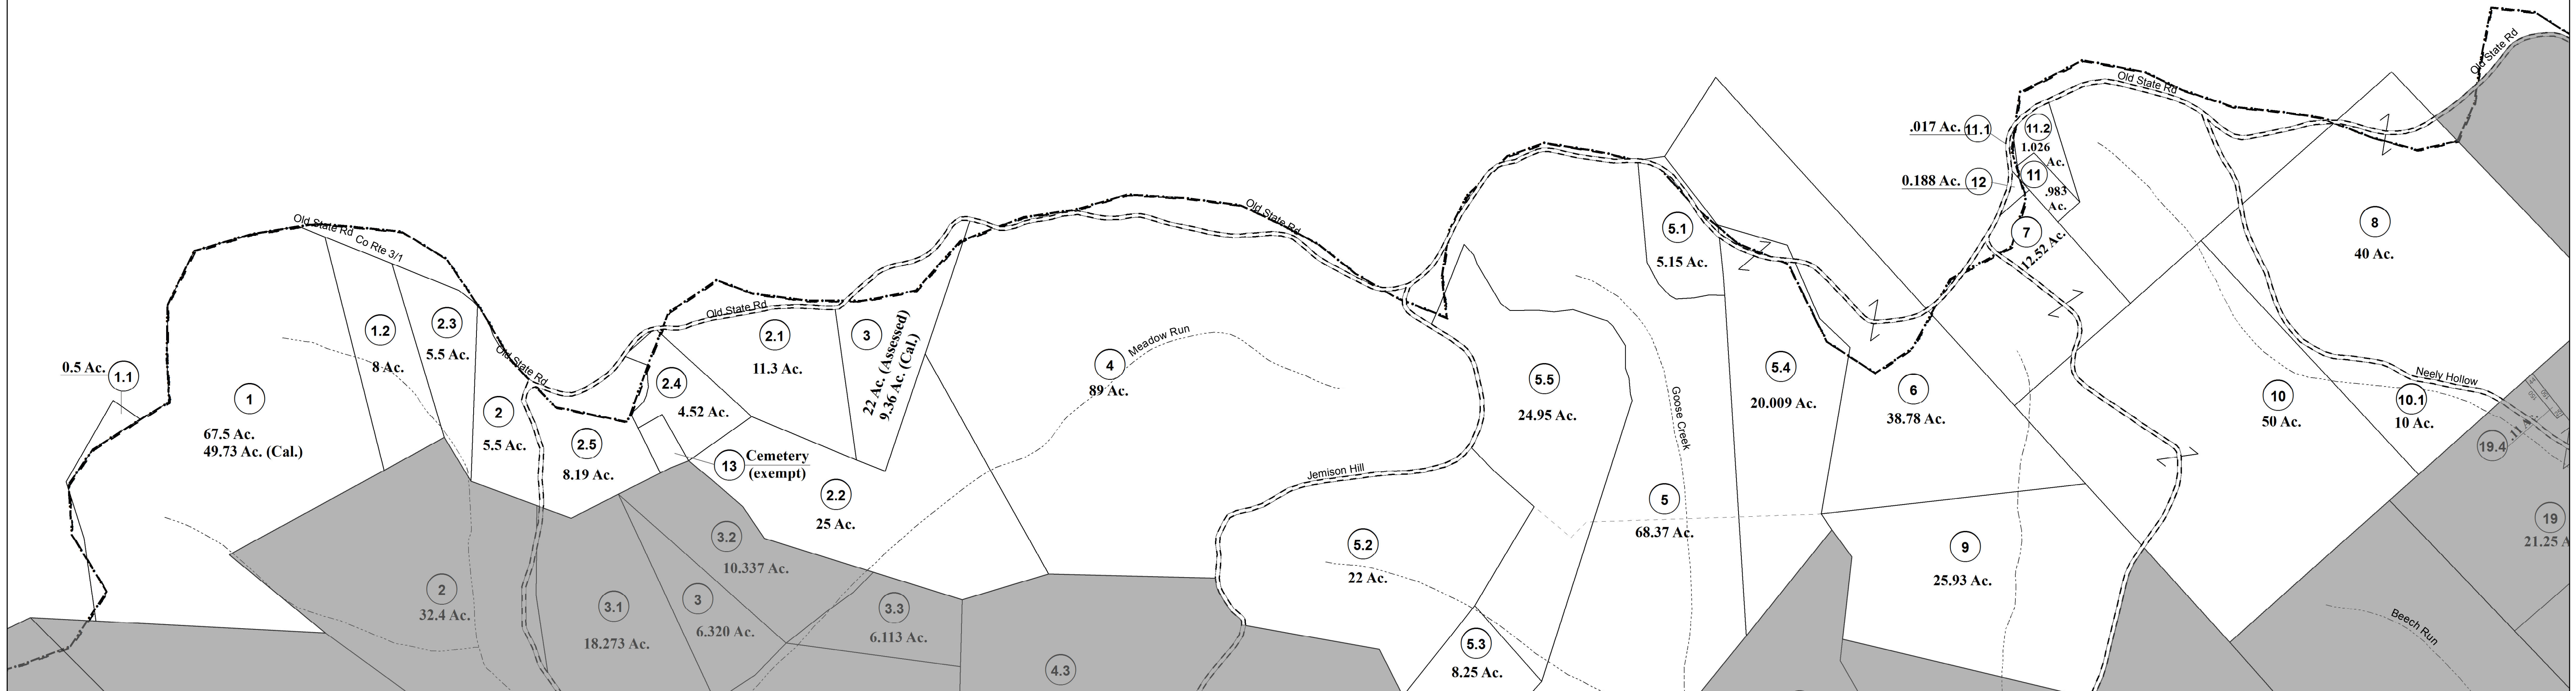 Old State Rd
Old State Rd
.017 Ac.
11.1
11.2
1.026
Ac.
0.188 Ac.
12
11
.983
Ac.
Old State Rd
Co Rte 3/1
Old State Rd
5.1
5.15 Ac.
7
12.52 Ac.
8
40 Ac.
1.2
8 Ac.
2.3
5.5 Ac.
Old State Rd
2.1
11.3 Ac.
3
22 Ac. (Assessed)
9.36 Ac. (Cal.)
Meadow Run
4
89 Ac.
0.5 Ac.
1.1
Old State Rd
1
67.5 Ac.
49.73 Ac. (Cal.)
2
5.5 Ac.
2.4
4.52 Ac.
2.5
8.19 Ac.
13
Cemetery
(exempt)
2.2
25 Ac.
Jemison Hill
5.5
24.95 Ac.
Goose Creek
5.4
20.009 Ac.
6
38.78 Ac.
Neely Hollow
10
50 Ac.
10.1
10 Ac.
19.4
.11 A
5
68.37 Ac.
5.2
22 Ac.
9
25.93 Ac.
19
21.25 A
2
32.4 Ac.
3.1
18.273 Ac.
3.2
10.337 Ac.
3
6.320 Ac.
3.3
6.113 Ac.
4.3
5.3
8.25 Ac.
Beech Run